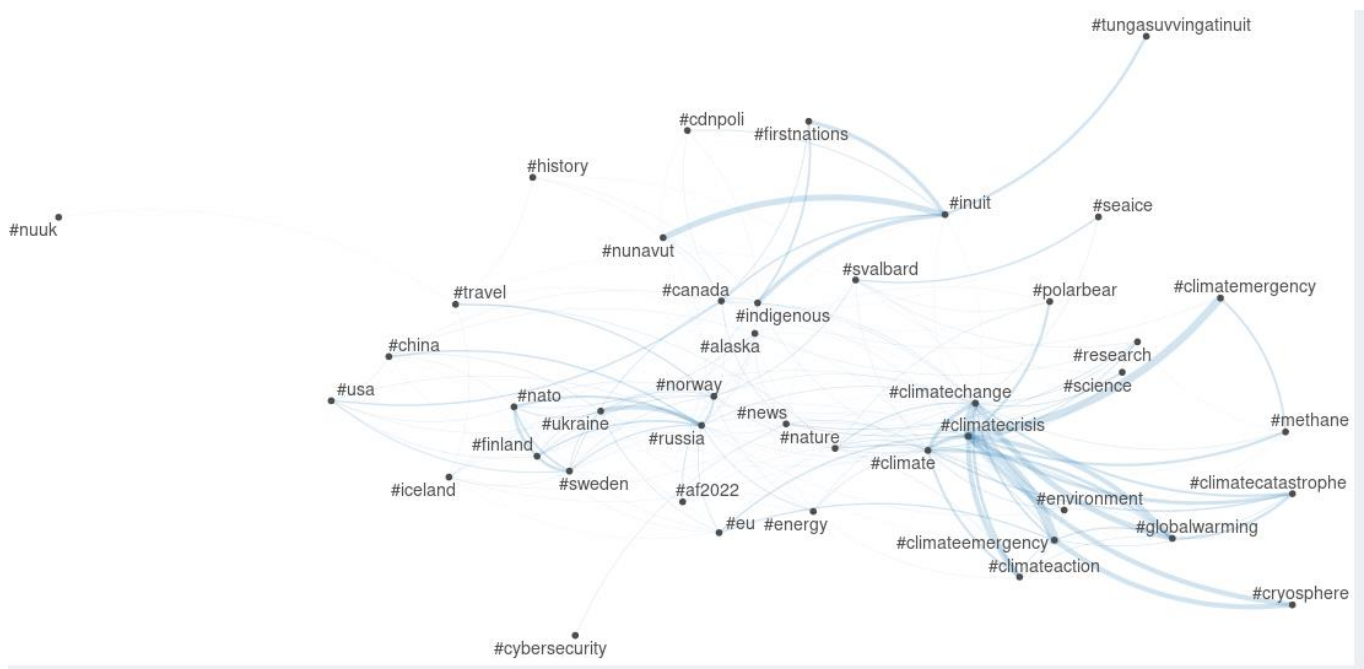 #tungasuvvingatinuit
#cdnpoli
#firstnations
#history
#inuit
#seaice
#nuuk
#nunavut
#svalbard
#canada
#polarbear
#climatemergency
#travel
#indigenous
#alaska
#china
#research
#norway
#science
#usa
#nato
#climatechange
#news
#ukraine
#climatecrisis
#methane
#russia
#nature
#finland
#climate
#sweden
#climatecatastrophe
#iceland
#af2022
#environment
#eu
#energy
#globalwarming
#climateemergency
#climateaction
#cryosphere
#cybersecurity